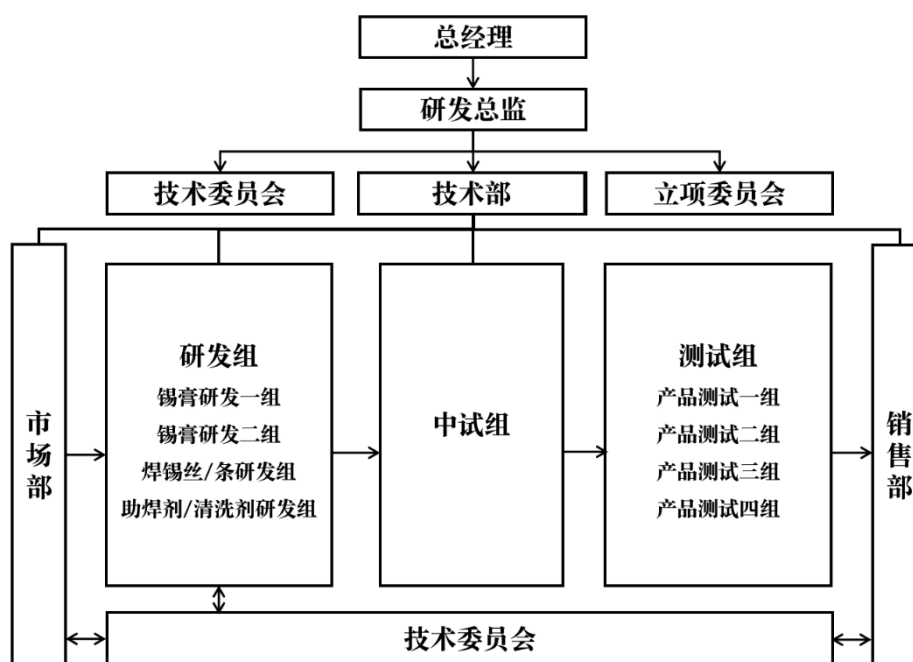 总经理
研发总监
技术委员会
技术部
立项委员会
市场部
研发组
锡膏研发一组
锡膏研发二组
焊锡丝/条研发组
助焊剂/清洗剂研发组
中试组
测试组
产品测试一组
产品测试二组
产品测试三组
产品测试四组
销售部
技术委员会